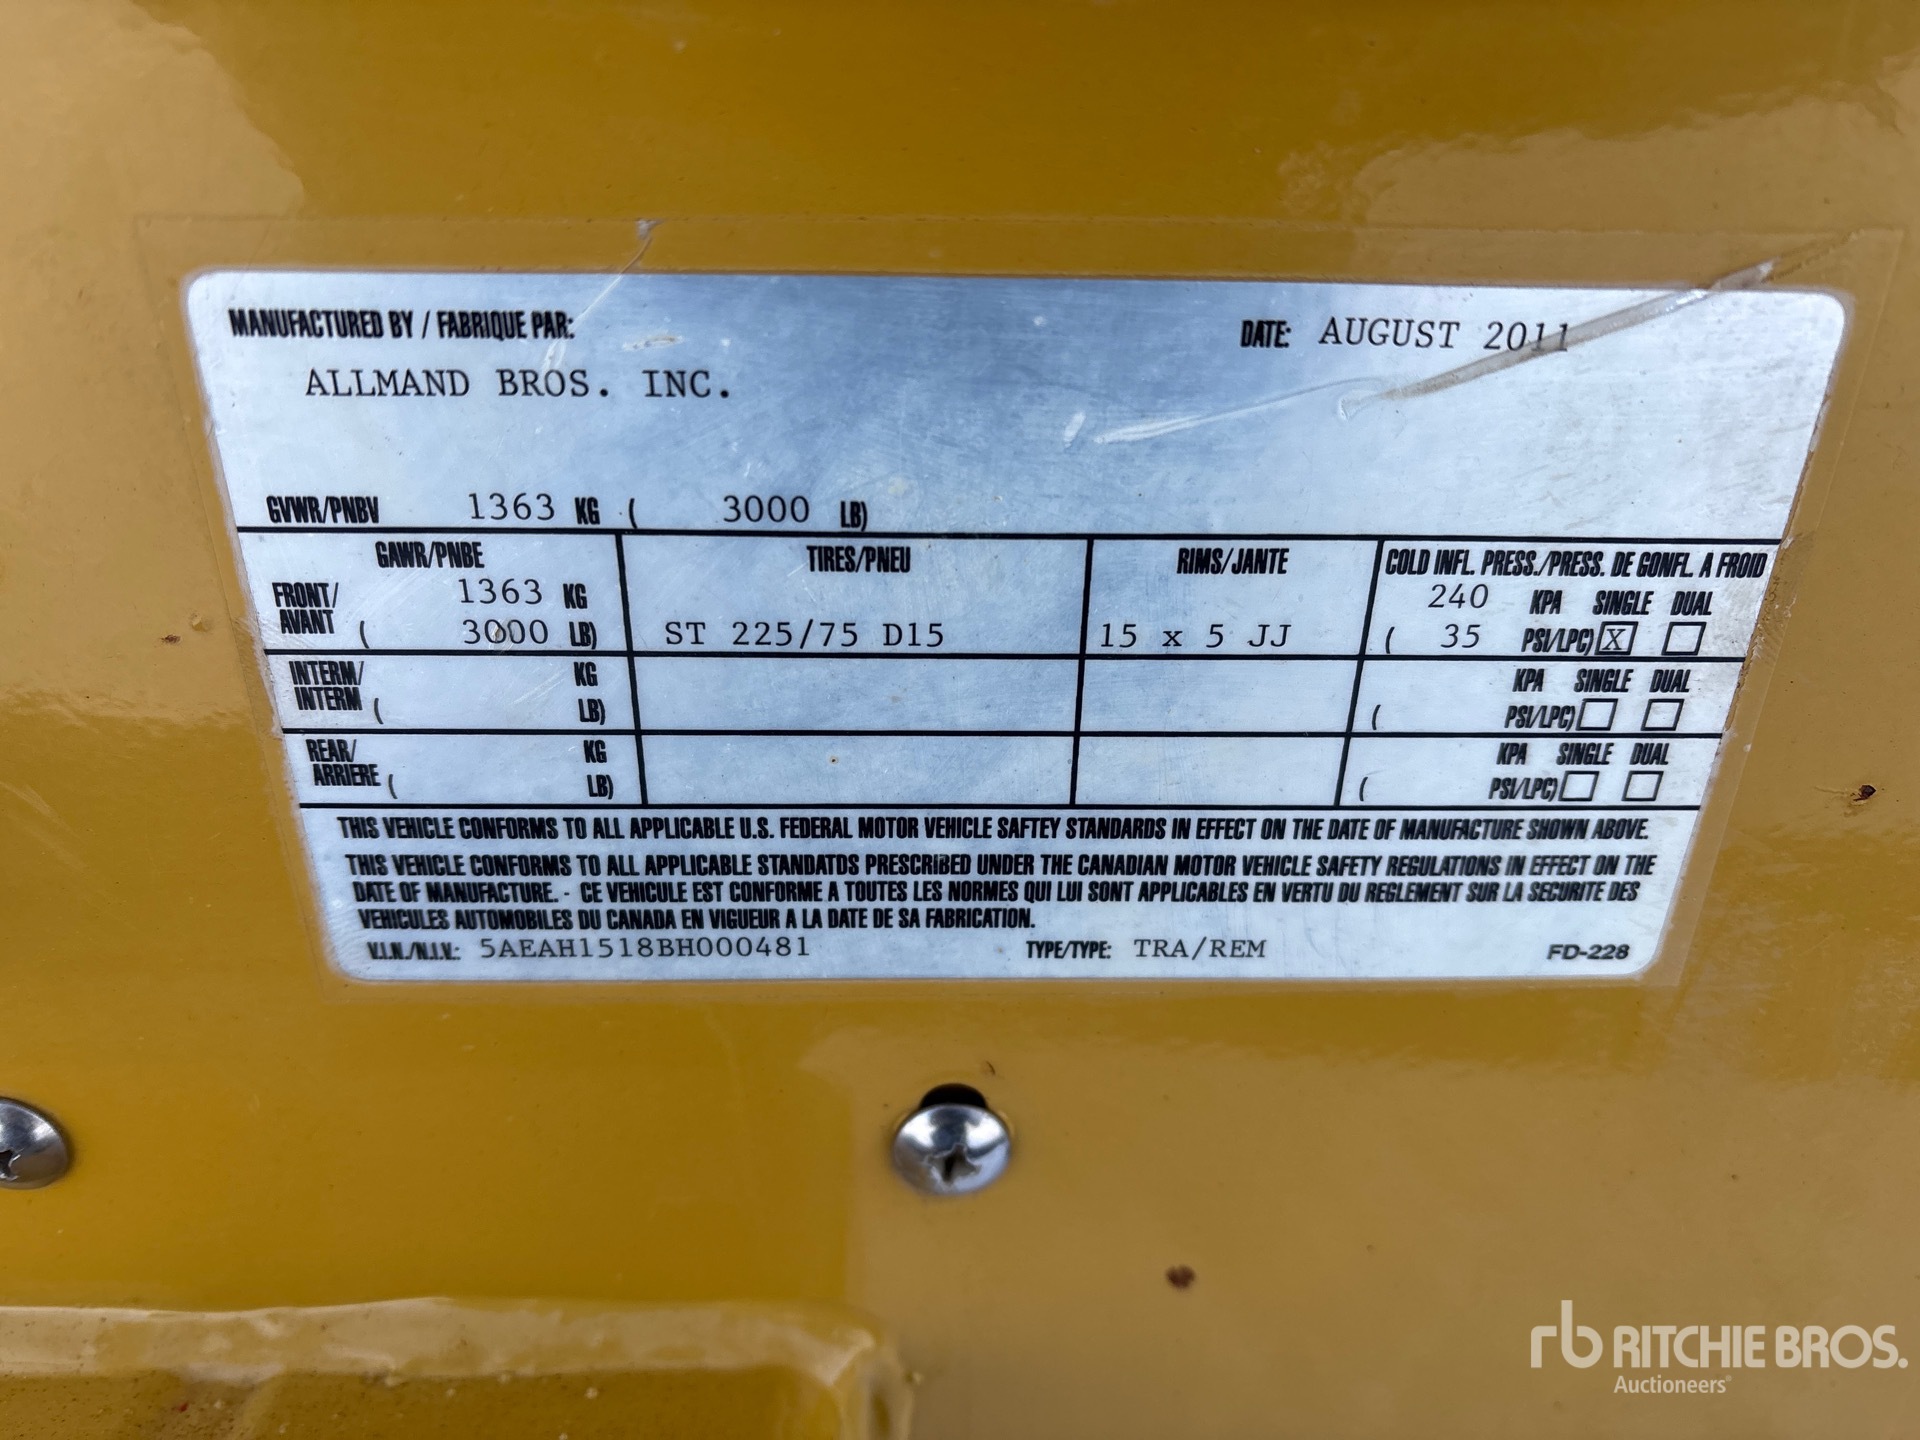 MANUFACTURED BY / FABRIQUE PAR: DATE: AUGUST 2011
ALLMAND BROS. INC.
GVWR/PNBV 1363 KG ( 3000 LB)
GAWR/PNBE TIRES/PNEU RIMS/JANTE COLD INFL. PRESS./PRESS. DE GONFL. A FROID
FRONT/ 1363 KG 240 KPA SINGLE DUAL
AVANT ( 3000 LB) ST 225/75 D15 15 x 5 JJ ( 35 PSI/LPC) X
INTERM/ KG KPA SINGLE DUAL
INTERM ( LB) ( PSI/LPC)
REAR/ KG KPA SINGLE DUAL
ARRIERE ( LB) ( PSI/LPC)
THIS VEHICLE CONFORMS TO ALL APPLICABLE U.S. FEDERAL MOTOR VEHICLE SAFTEY STANDARDS IN EFFECT ON THE DATE OF MANUFACTURE SHOWN ABOVE.
THIS VEHICLE CONFORMS TO ALL APPLICABLE STANDATDS PRESCRIBED UNDER THE CANADIAN MOTOR VEHICLE SAFETY REGULATIONS IN EFFECT ON THE
DATE OF MANUFACTURE. - CE VEHICULE EST CONFORME A TOUTES LES NORMES QUI LUI SONT APPLICABLES EN VERTU DU REGLEMENT SUR LA SECURITE DES
VEHICULES AUTOMOBILES DU CANADA EN VIGUEUR A LA DATE DE SA FABRICATION.
V.I.N./N.I.V.: 5AEAH1518BH000481 TYPE/TYPE: TRA/REM FD-228
rb RITCHIE BROS.
Auctioneers